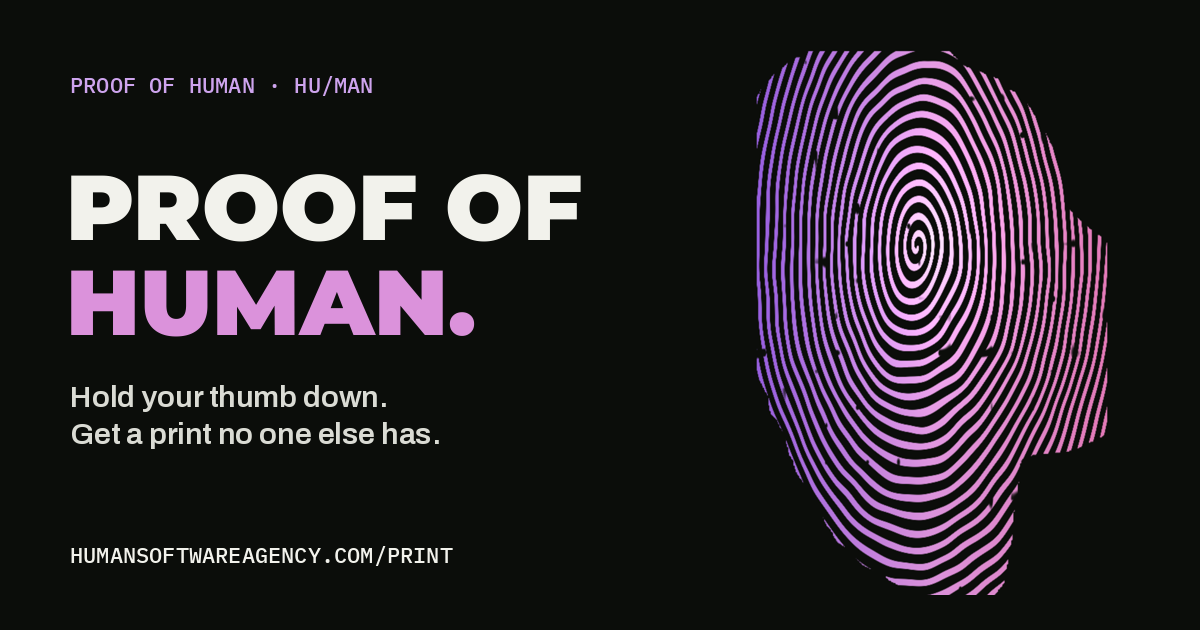 PROOF OF HUMAN · HU/MAN
PROOF OF
HUMAN.
Hold your thumb down.
Get a print no one else has.
HUMANSOFTWAREAGENCY.COM/PRINT